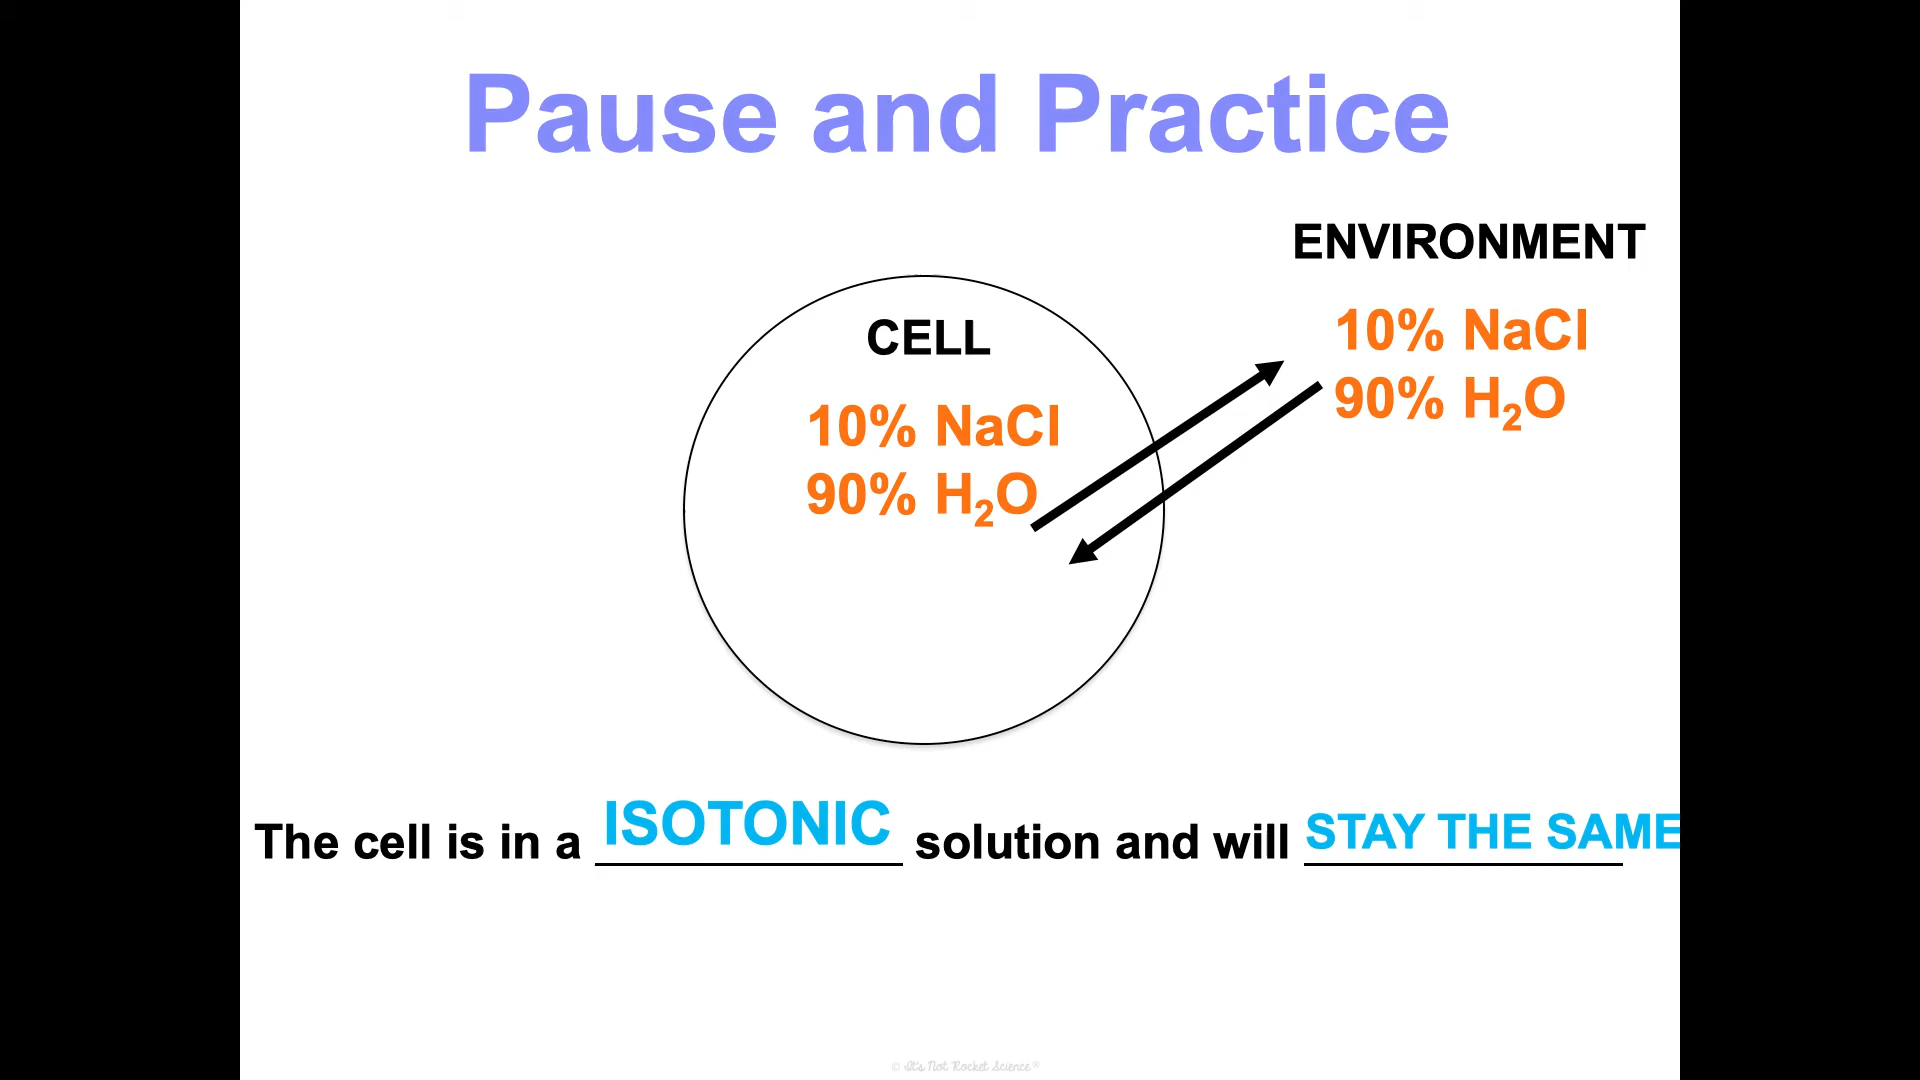 Pause and Practice
ENVIRONMENT
10% NaCl
90% H₂O
CELL
10% NaCl
90% H₂O
The cell is in a ISOTONIC solution and will STAY THE SAME
© It's Not Rocket Science®